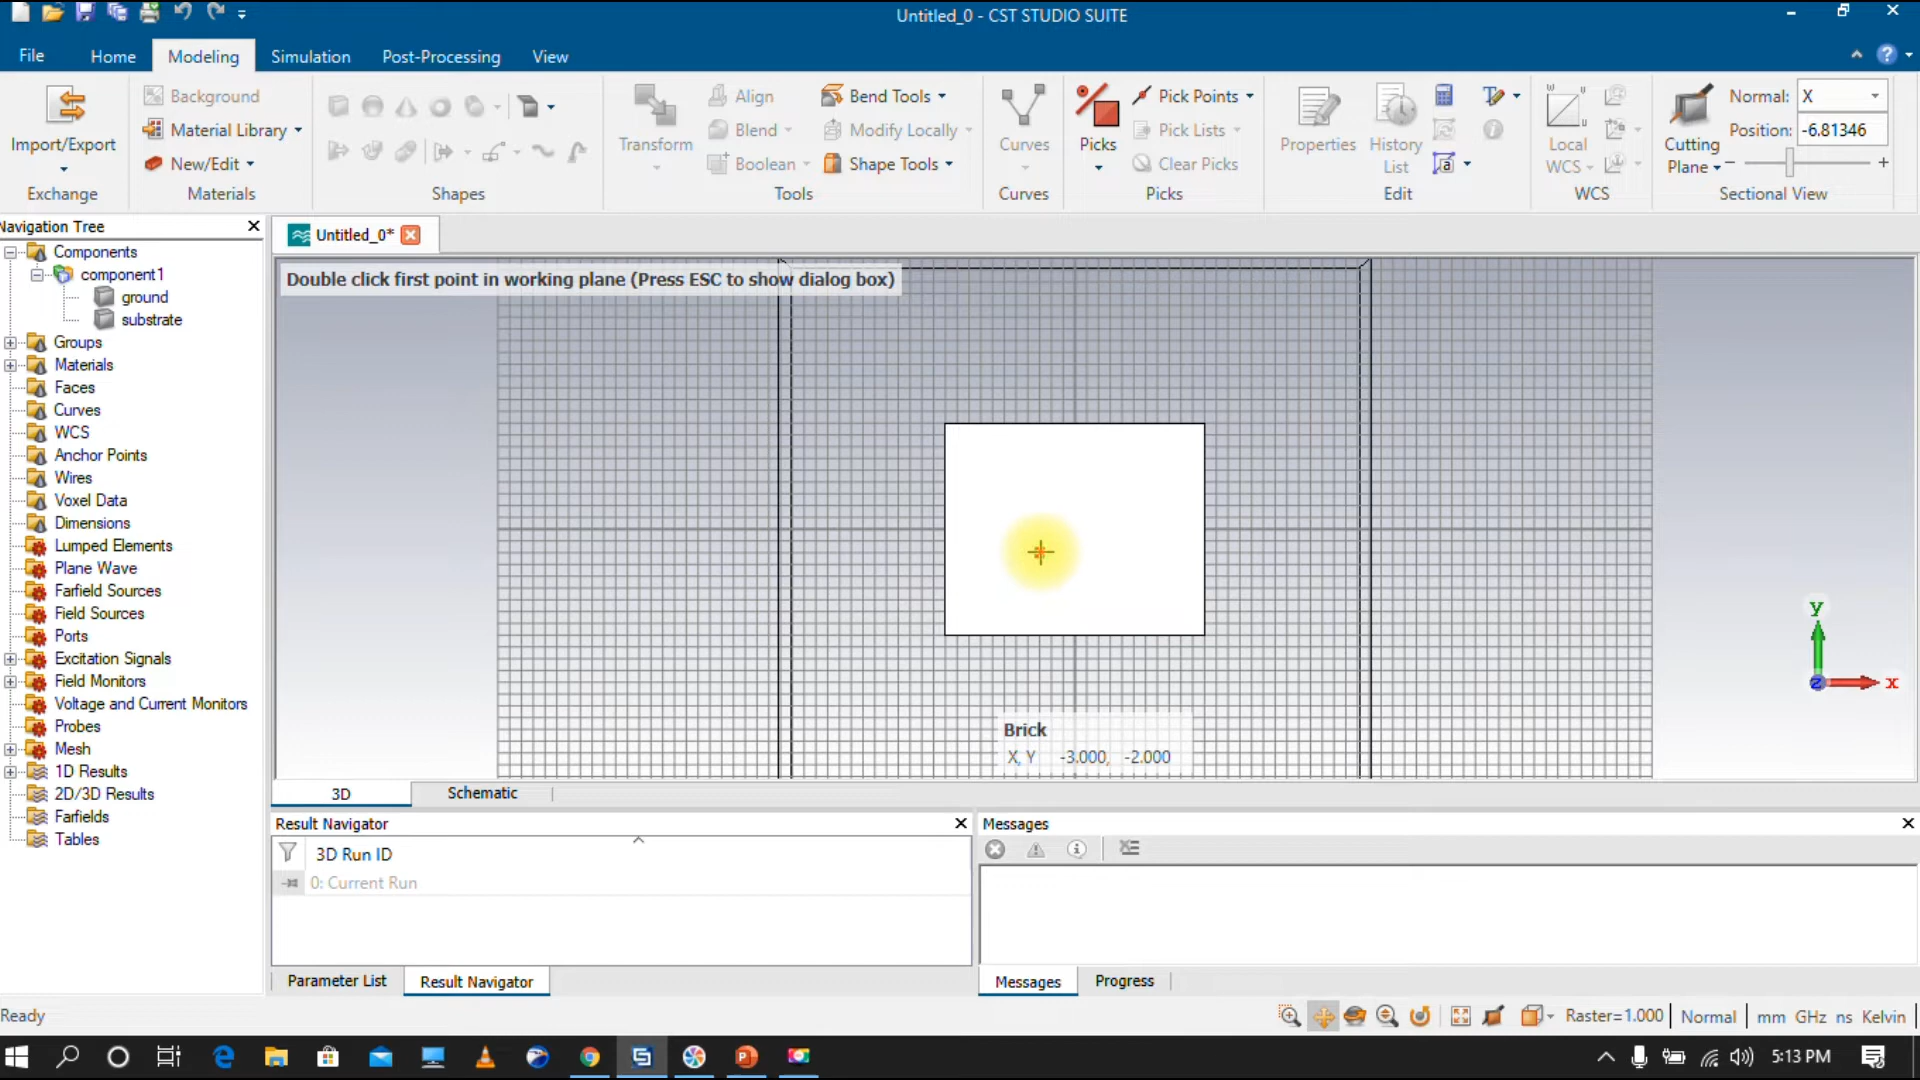 Untitled_0 - CST STUDIO SUITE
File Home Modeling Simulation Post-Processing View
Import/Export
Exchange
Background
Material Library
New/Edit
Materials
Shapes
Transform
Align
Blend
Boolean
Bend Tools
Modify Locally
Shape Tools
Tools
Curves
Curves
Picks
Pick Points
Pick Lists
Clear Picks
Picks
Properties
History List
Edit
Local WCS
WCS
Cutting Plane
Normal: X
Position: -6.81346
Sectional View
Navigation Tree
Components
component1
ground
substrate
Groups
Materials
Faces
Curves
WCS
Anchor Points
Wires
Voxel Data
Dimensions
Lumped Elements
Plane Wave
Farfield Sources
Field Sources
Ports
Excitation Signals
Field Monitors
Voltage and Current Monitors
Probes
Mesh
1D Results
2D/3D Results
Farfields
Tables
Untitled_0*
Double click first point in working plane (Press ESC to show dialog box)
Brick
X, Y -3.000, -2.000
y
z x
3D Schematic
Result Navigator
3D Run ID
0: Current Run
Parameter List Result Navigator
Messages
Messages Progress
Ready
Raster=1.000 Normal mm GHz ns Kelvin
5:13 PM